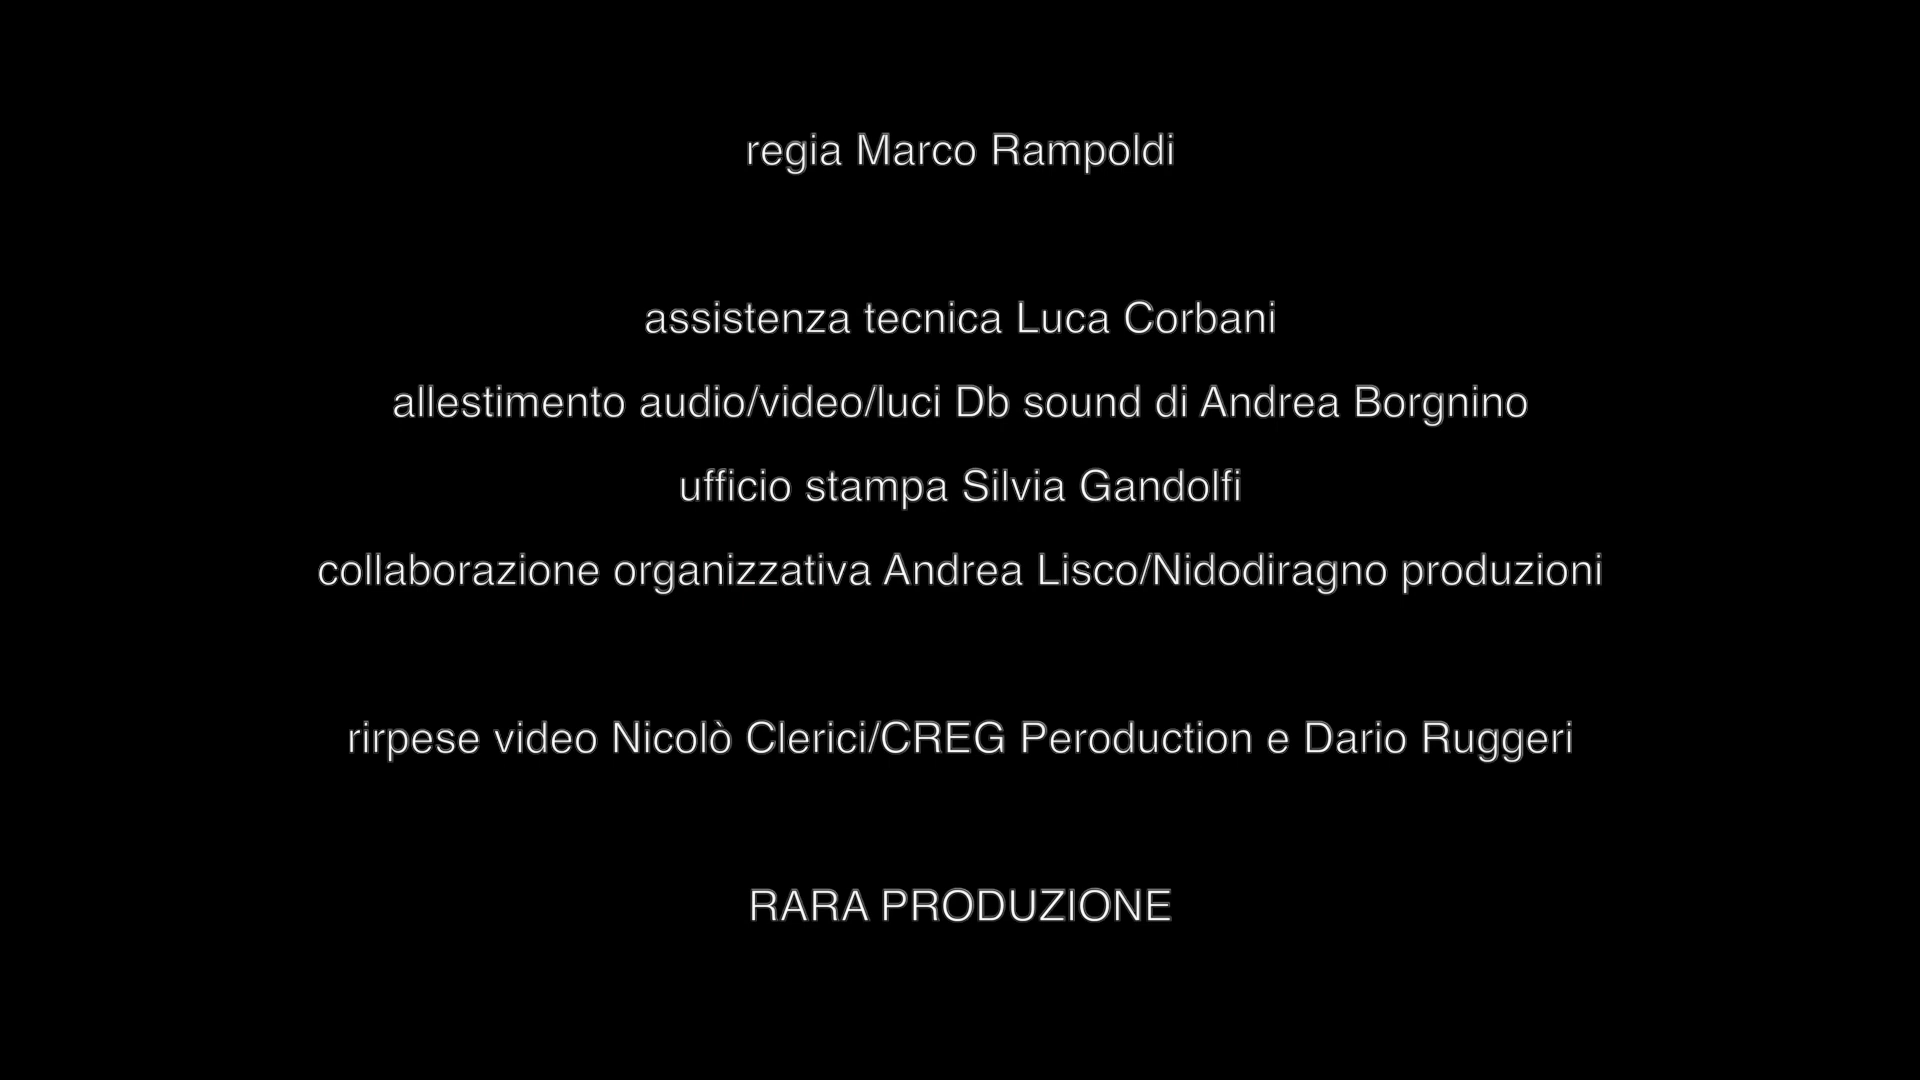 regia Marco Rampoldi
assistenza tecnica Luca Corbani
allestimento audio/video/luci Db sound di Andrea Borgnino
ufficio stampa Silvia Gandolfi
collaborazione organizzativa Andrea Lisco/Nidodiragno produzioni
rirpese video Nicolò Clerici/CREG Peroduction e Dario Ruggeri
RARA PRODUZIONE